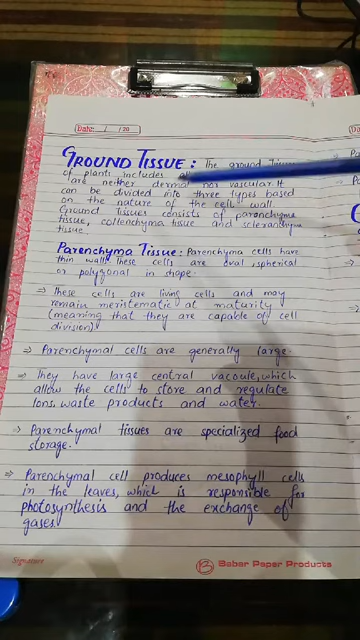 Date: / /20
GROUND TISSUE: The ground
of plants includes
are neither dermal nor vascular. It
can be divided into three types based
on the nature of the cell wall
Ground Tissues consists of parenchyma
tissue, collenchyma tissue and sclerenchyma
tissue.
Parenchyma Tissue: Parenchyma cells have
thin wall. These cells are oval, spherical
or polygonal in shape.
⇒ These cells are living cells and may
remain meristematic at maturity
(meaning that they are capable of cell
division)
⇒ Parenchymal cells are generally large.
⇒ They have large central vacoule, which
allow the cells to store and regulate
Ions, waste products and water.
⇒ Parenchymal tissues are specialized food
storage.
⇒ Parenchymal cell produces mesophyll cells
in the leaves, which is responsible for
photosynthesis and the exchange of
gases.
Signature
Babar Paper Products